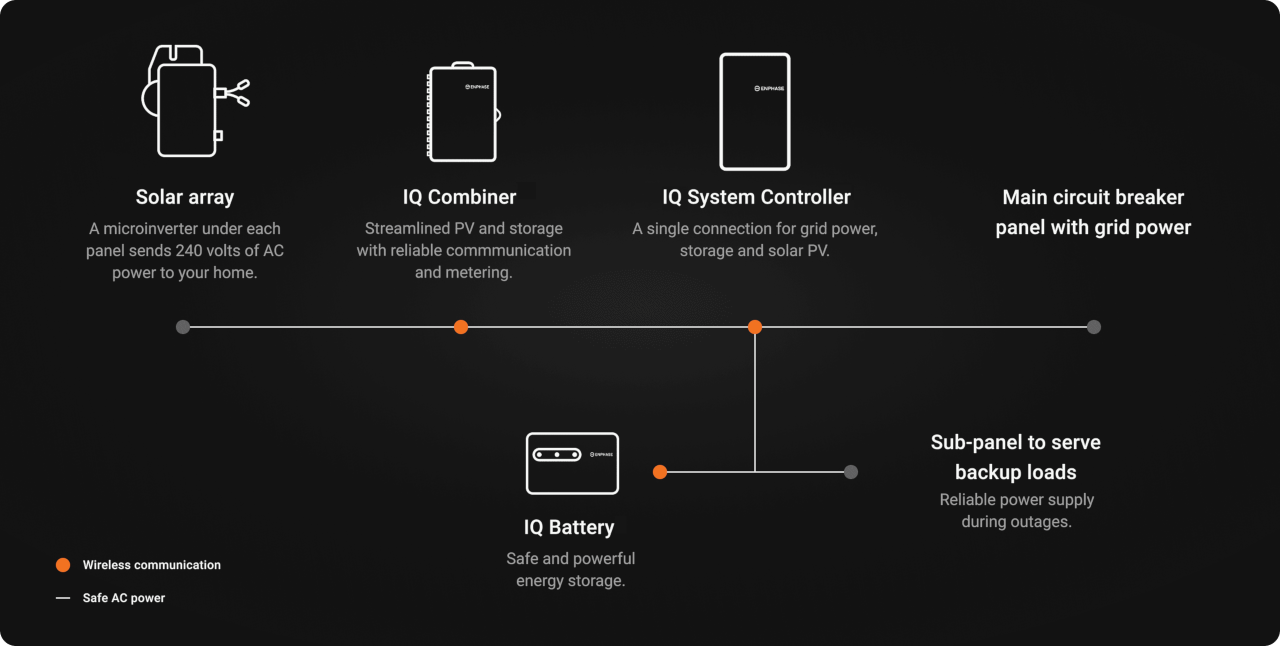 ENPHASE
ENPHASE
Solar array
A microinverter under each
panel sends 240 volts of AC
power to your home.
IQ Combiner
Streamlined PV and storage
with reliable commmunication
and metering.
IQ System Controller
A single connection for grid power,
storage and solar PV.
Main circuit breaker
panel with grid power
ENPHASE
IQ Battery
Safe and powerful
energy storage.
Sub-panel to serve
backup loads
Reliable power supply
during outages.
Wireless communication
Safe AC power